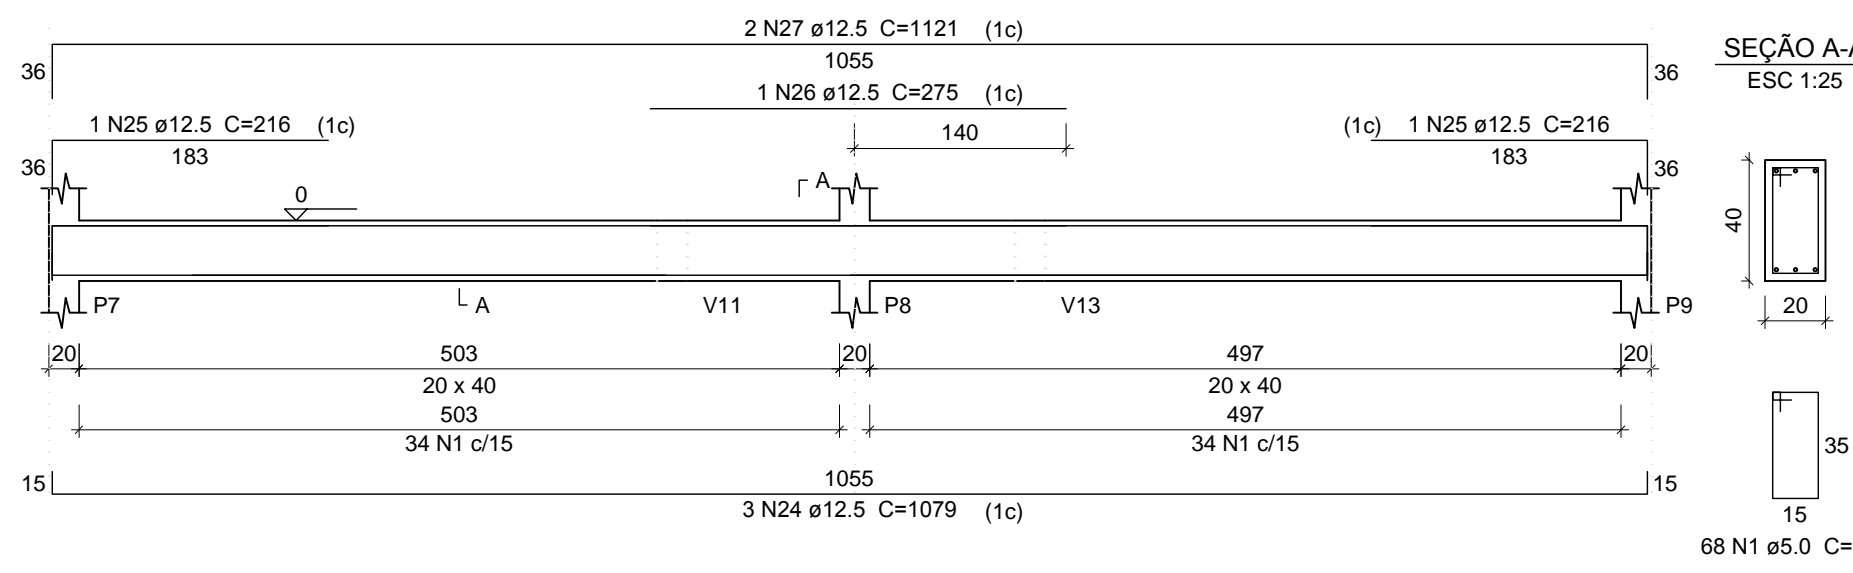 2 N27 ø12.5 C=1121 (1c)
1055
36
36
1 N26 ø12.5 C=275 (1c)
140
1 N25 ø12.5 C=216 (1c)
183
36
(1c) 1 N25 ø12.5 C=216
183
36
0
A
A
P7
V11
P8
V13
P9
20
503
20
497
20
20 x 40
20 x 40
503
497
34 N1 c/15
34 N1 c/15
15
1055
15
3 N24 ø12.5 C=1079 (1c)
SEÇÃO A-A
ESC 1:25
40
20
35
15
68 N1 ø5.0 C=